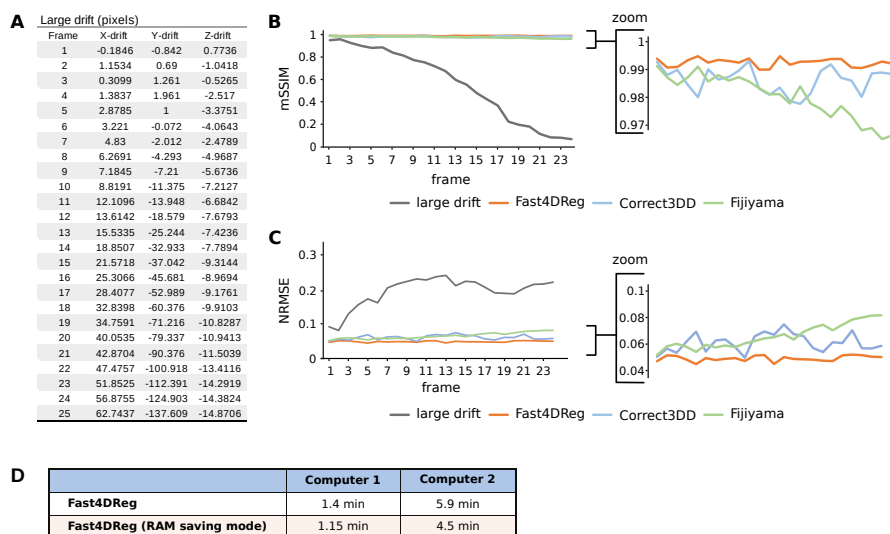 A
Large drift (pixels)
Frame X-drift Y-drift Z-drift
1 -0.1846 -0.842 0.7736
2 1.1534 0.69 -1.0418
3 0.3099 1.261 -0.5265
4 1.3837 1.961 -2.517
5 2.8785 1 -3.3751
6 3.221 -0.072 -4.0643
7 4.83 -2.012 -2.4789
8 6.2691 -4.293 -4.9687
9 7.1845 -7.21 -5.6736
10 8.8191 -11.375 -7.2127
11 12.1096 -13.948 -6.6842
12 13.6142 -18.579 -7.6793
13 15.5335 -25.244 -7.4236
14 18.8507 -32.933 -7.7894
15 21.5718 -37.042 -9.3144
16 25.3066 -45.681 -8.9694
17 28.4077 -52.989 -9.1761
18 32.8398 -60.376 -9.9103
19 34.7591 -71.216 -10.8287
20 40.0535 -79.337 -10.9413
21 42.8704 -90.376 -11.5039
22 47.4757 -100.918 -13.4116
23 51.8525 -112.391 -14.2919
24 56.8755 -124.903 -14.3824
25 62.7437 -137.609 -14.8706
B
mSSIM
1
0.8
0.6
0.4
0.2
0
1 3 5 7 9 11 13 15 17 19 21 23
frame
zoom
1
0.99
0.97
large drift Fast4DReg Correct3DD Fijiyama
C
NRMSE
0.3
0.2
0.1
0
1 3 5 7 9 11 13 15 17 19 21 23
frame
zoom
0.1
0.08
0.06
0.04
large drift Fast4DReg Correct3DD Fijiyama
D
Computer 1 Computer 2
Fast4DReg 1.4 min 5.9 min
Fast4DReg (RAM saving mode) 1.15 min 4.5 min